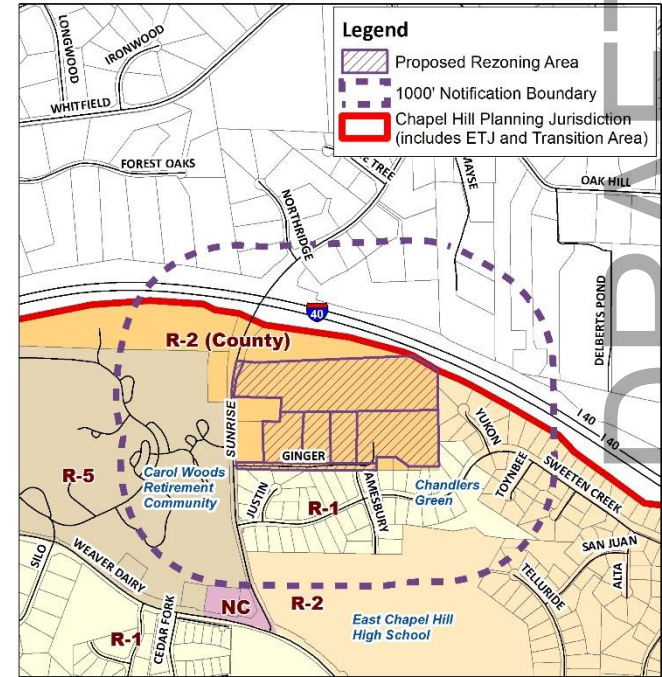 Legend
Proposed Rezoning Area
1000' Notification Boundary
Chapel Hill Planning Jurisdiction
(includes ETJ and Transition Area)
LONGWOOD
IRONWOOD
WHITFIELD
FOREST OAKS
TREE
MAYSE
OAK HILL
NORTHRIDGE
DELBERTS POND
40
R-2 (County)
I 40
I 40
SUNRISE
YUKON
GINGER
TOYNBEE
SWEETEN CREEK
R-5
Carol Woods
Retirement
Community
JUSTIN
R-1
AMESBURY
Chandlers
Green
SAN JUAN
SILO
WEAVER DAIRY
TELLURIDE
ALTA
NC
R-2
R-1
CEDAR FORK
East Chapel Hill
High School
DRAFT